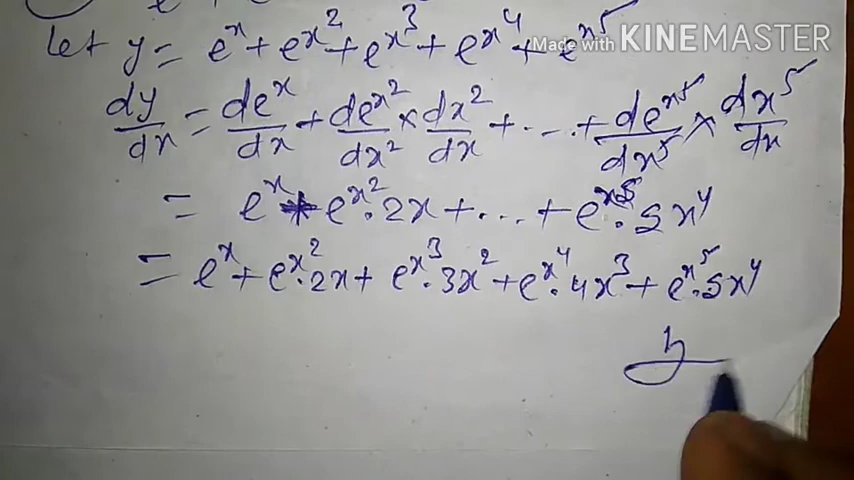 let y = e^x + e^{x^2} + e^{x^3} + e^{x^4} + e^{x^5}
Made with KINEMASTER
dy/dx = de^x/dx + de^{x^2}/dx^2 × dx^2/dx + ... + de^{x^5}/dx^5 × dx^5/dx
= e^x + e^{x^2}.2x + ... + e^{x^5}.5x^4
= e^x + e^{x^2}.2x + e^{x^3}.3x^2 + e^{x^4}.4x^3 + e^{x^5}.5x^4